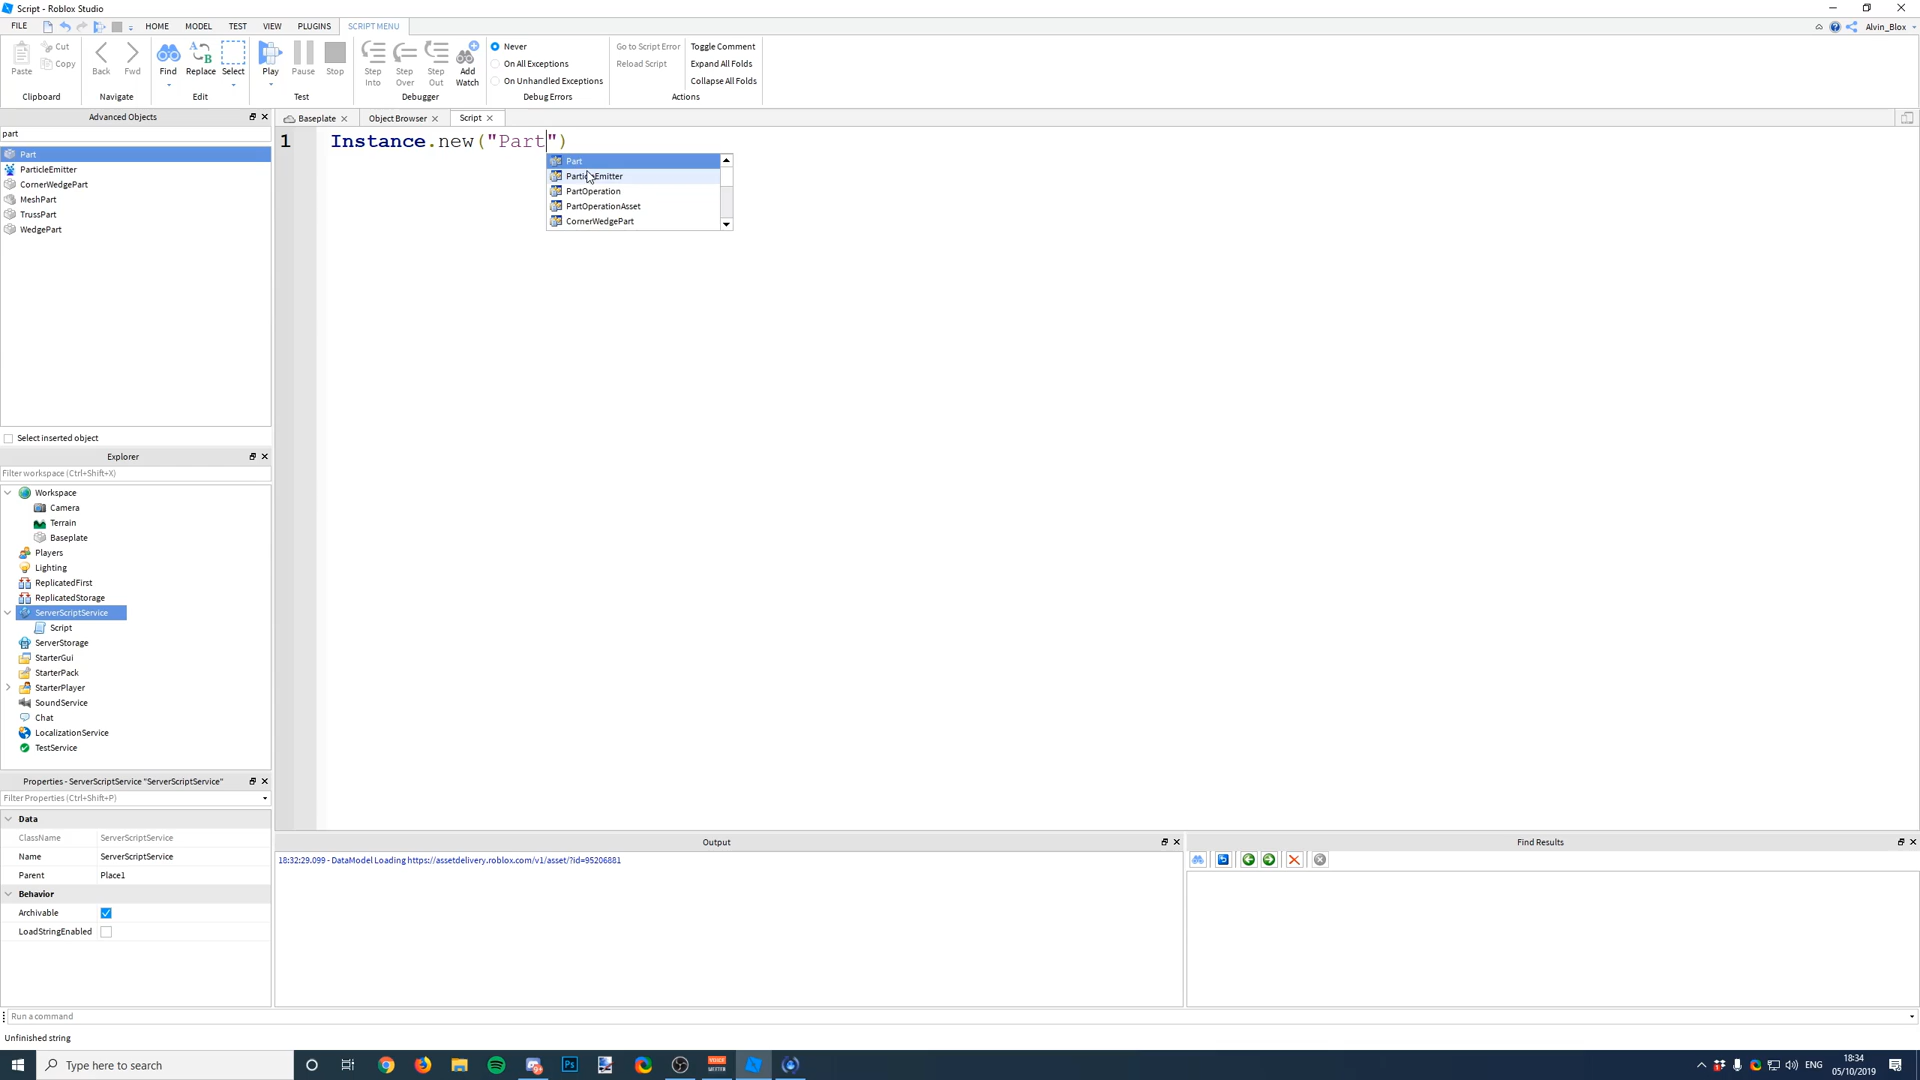 Script - Roblox Studio
FILE HOME MODEL TEST VIEW PLUGINS SCRIPT MENU Alvin_Blox
Paste Cut Copy Back Fwd Find Replace Select Play Pause Stop Step Into Step Over Step Out Add Watch
Never
On All Exceptions
On Unhandled Exceptions
Go to Script Error
Reload Script
Toggle Comment
Expand All Folds
Collapse All Folds
Clipboard Navigate Edit Test Debugger Debug Errors Actions
Advanced Objects
part
Part
ParticleEmitter
CornerWedgePart
MeshPart
TrussPart
WedgePart
Select inserted object
Baseplate Object Browser Script
1 Instance.new("Part")
Part
ParticleEmitter
PartOperation
PartOperationAsset
CornerWedgePart
Explorer
Filter workspace (Ctrl+Shift+X)
Workspace
Camera
Terrain
Baseplate
Players
Lighting
ReplicatedFirst
ReplicatedStorage
ServerScriptService
Script
ServerStorage
StarterGui
StarterPack
StarterPlayer
SoundService
Chat
LocalizationService
TestService
Properties - ServerScriptService "ServerScriptService"
Filter Properties (Ctrl+Shift+P)
Data
ClassName ServerScriptService
Name ServerScriptService
Parent Place1
Behavior
Archivable
LoadStringEnabled
Output
18:32:29.099 - DataModel Loading https://assetdelivery.roblox.com/v1/asset/?id=95206881
Find Results
Run a command
Unfinished string
Type here to search
ENG
18:34
05/10/2019